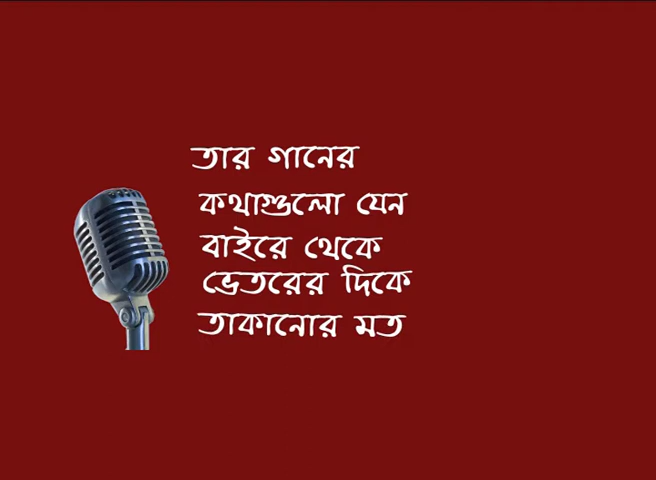 তার গানের
কথাগুলো যেন
বাইরে থেকে
ভেতরের দিকে
তাকানোর মত